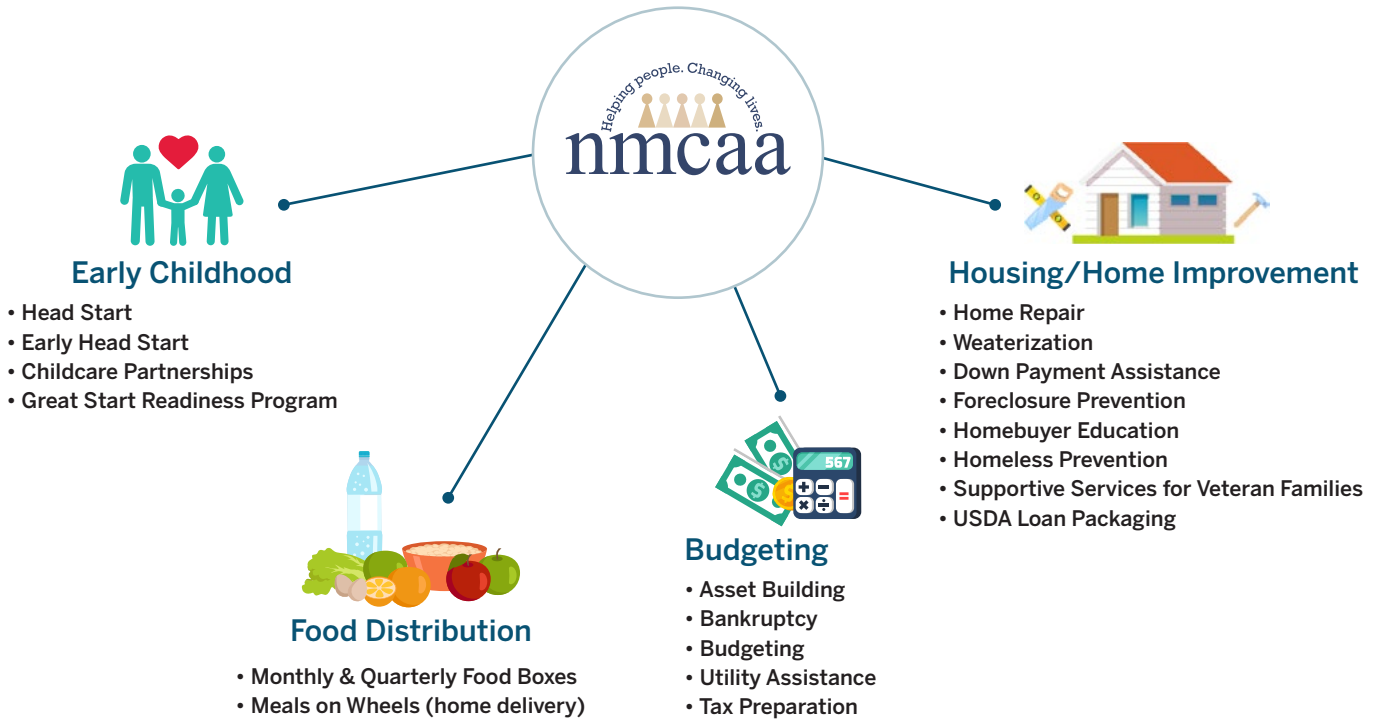 Helping people. Changing lives.
nmcaa
Early Childhood
• Head Start
• Early Head Start
• Childcare Partnerships
• Great Start Readiness Program
Food Distribution
• Monthly & Quarterly Food Boxes
• Meals on Wheels (home delivery)
567
Budgeting
• Asset Building
• Bankruptcy
• Budgeting
• Utility Assistance
• Tax Preparation
Housing/Home Improvement
• Home Repair
• Weaterization
• Down Payment Assistance
• Foreclosure Prevention
• Homebuyer Education
• Homeless Prevention
• Supportive Services for Veteran Families
• USDA Loan Packaging